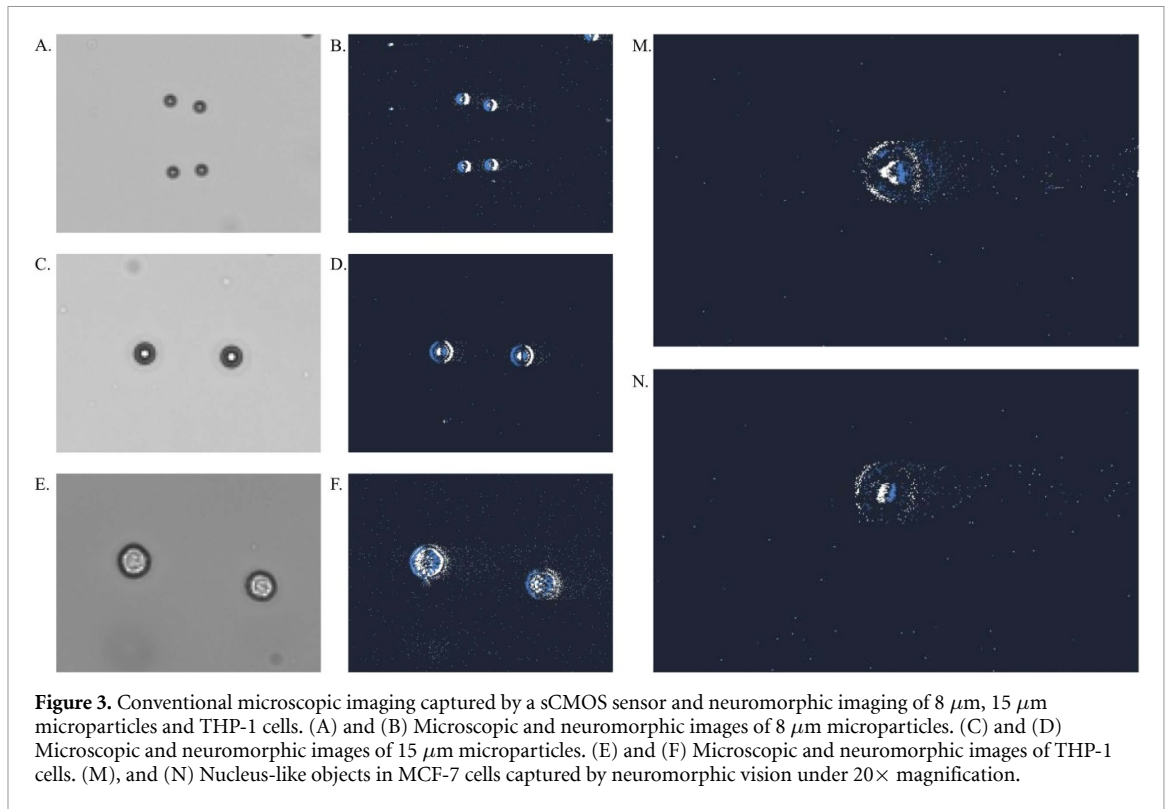 A.
B.
M.
C.
D.
N.
E.
F.
Figure 3. Conventional microscopic imaging captured by a sCMOS sensor and neuromorphic imaging of 8 μm, 15 μm
microparticles and THP-1 cells. (A) and (B) Microscopic and neuromorphic images of 8 μm microparticles. (C) and (D)
Microscopic and neuromorphic images of 15 μm microparticles. (E) and (F) Microscopic and neuromorphic images of THP-1
cells. (M), and (N) Nucleus-like objects in MCF-7 cells captured by neuromorphic vision under 20× magnification.